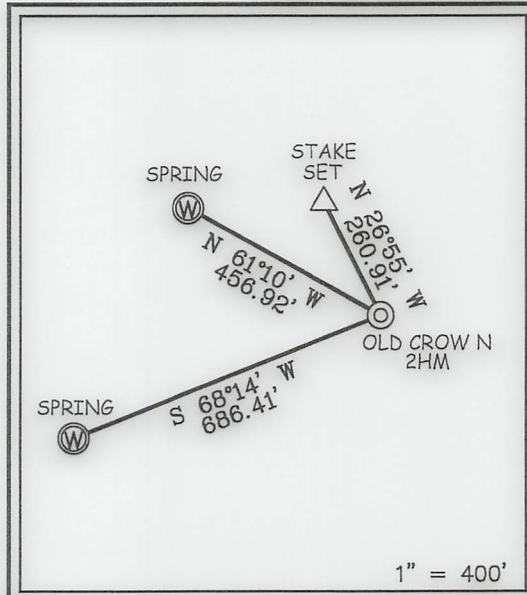 STAKE
SET
SPRING
W
N 26°55' W
260.91'
N 61°10' W
456.92'
OLD CROW N
2HM
SPRING
W
S 68°14' W
686.41'
1" = 400'